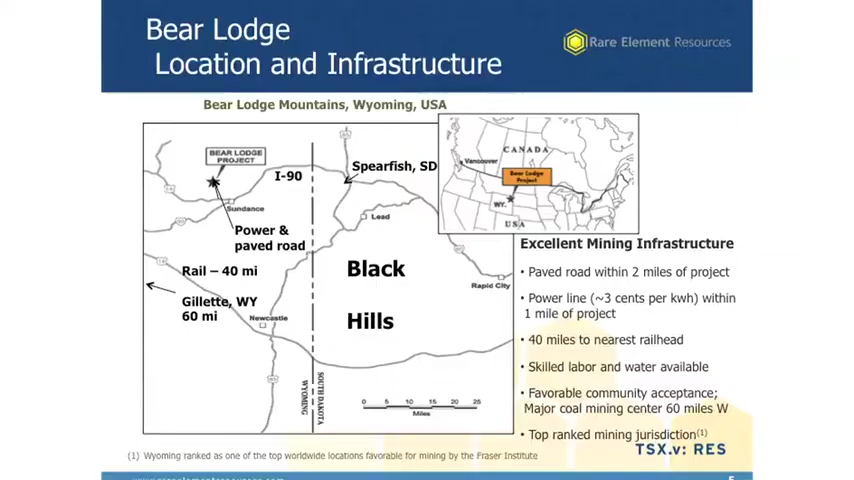 Bear Lodge
Location and Infrastructure
Rare Element Resources
Bear Lodge Mountains, Wyoming, USA
BEAR LODGE
PROJECT
I-90
Spearfish, SD
Sundance
Lead
Power &
paved road
Rail – 40 mi
Black
Hills
Rapid City
Gillette, WY
60 mi
Newcastle
WYOMING
SOUTH DAKOTA
0 5 10 15 20 25
Miles
CANADA
Vancouver
Bear Lodge
Project
WY.
USA
Excellent Mining Infrastructure
• Paved road within 2 miles of project
• Power line (~3 cents per kwh) within
1 mile of project
• 40 miles to nearest railhead
• Skilled labor and water available
• Favorable community acceptance;
Major coal mining center 60 miles W
• Top ranked mining jurisdiction(1)
TSX.v: RES
(1) Wyoming ranked as one of the top worldwide locations favorable for mining by the Fraser Institute